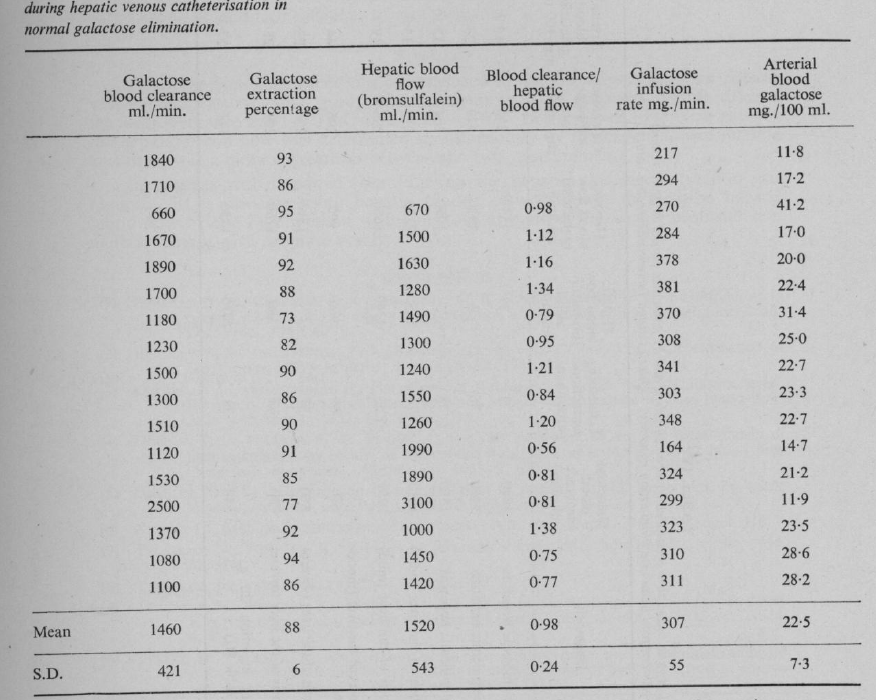 during hepatic venous catheterisation in
normal galactose elimination.
Galactose blood clearance ml./min. Galactose extraction percentage Hepatic blood flow (bromsulfalein) ml./min. Blood clearance/ hepatic blood flow Galactose infusion rate mg./min. Arterial blood galactose mg./100 ml.
1840 93 217 11·8
1710 86 294 17·2
660 95 670 0·98 270 41·2
1670 91 1500 1·12 284 17·0
1890 92 1630 1·16 378 20·0
1700 88 1280 1·34 381 22·4
1180 73 1490 0·79 370 31·4
1230 82 1300 0·95 308 25·0
1500 90 1240 1·21 341 22·7
1300 86 1550 0·84 303 23·3
1510 90 1260 1·20 348 22·7
1120 91 1990 0·56 164 14·7
1530 85 1890 0·81 324 21·2
2500 77 3100 0·81 299 11·9
1370 92 1000 1·38 323 23·5
1080 94 1450 0·75 310 28·6
1100 86 1420 0·77 311 28·2
Mean 1460 88 1520 0·98 307 22·5
S.D. 421 6 543 0·24 55 7·3